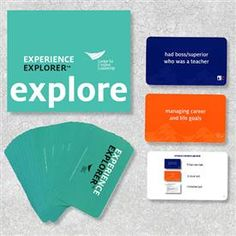 EXPERIENCE
EXPLORER™
Center for
Creative
Leadership
explore
had boss/superior
who was a teacher
managing career
and life goals
EXPERIENCE
EXPLORER™